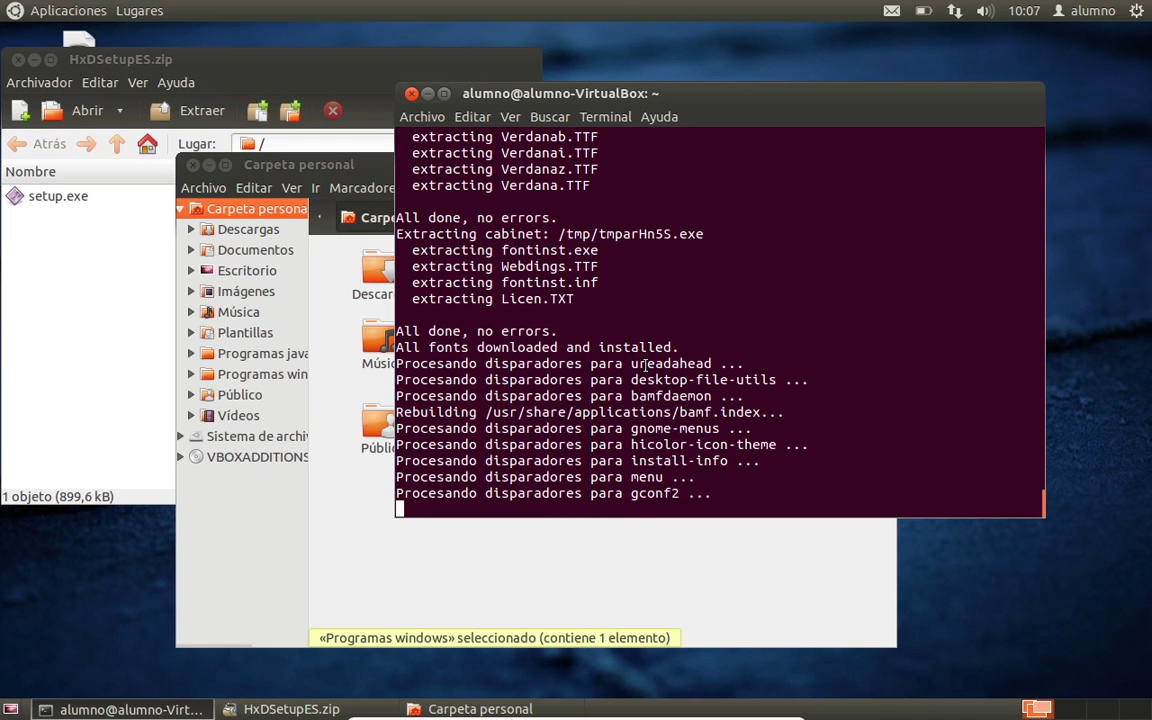 Aplicaciones Lugares 10:07 alumno
HxDSetupES.zip
Archivador Editar Ver Ayuda
Abrir Extraer
Atrás Lugar: /
Nombre
setup.exe
1 objeto (899,6 kB)
Carpeta personal
Archivo Editar Ver Ir Marcadore
Carpeta persona
Descargas
Documentos
Escritorio
Imágenes
Música
Plantillas
Programas java
Programas win
Público
Vídeos
Sistema de archi
VBOXADDITIONS
Carpe
Descar
Músi
Públi
«Programas windows» seleccionado (contiene 1 elemento)
alumno@alumno-VirtualBox: ~
Archivo Editar Ver Buscar Terminal Ayuda
extracting Verdanab.TTF
extracting Verdanai.TTF
extracting Verdanaz.TTF
extracting Verdana.TTF
All done, no errors.
Extracting cabinet: /tmp/tmparHn5S.exe
extracting fontinst.exe
extracting Webdings.TTF
extracting fontinst.inf
extracting Licen.TXT
All done, no errors.
All fonts downloaded and installed.
Procesando disparadores para ureadahead ...
Procesando disparadores para desktop-file-utils ...
Procesando disparadores para bamfdaemon ...
Rebuilding /usr/share/applications/bamf.index...
Procesando disparadores para gnome-menus ...
Procesando disparadores para hicolor-icon-theme ...
Procesando disparadores para install-info ...
Procesando disparadores para menu ...
Procesando disparadores para gconf2 ...
alumno@alumno-Virt... HxDSetupES.zip Carpeta personal